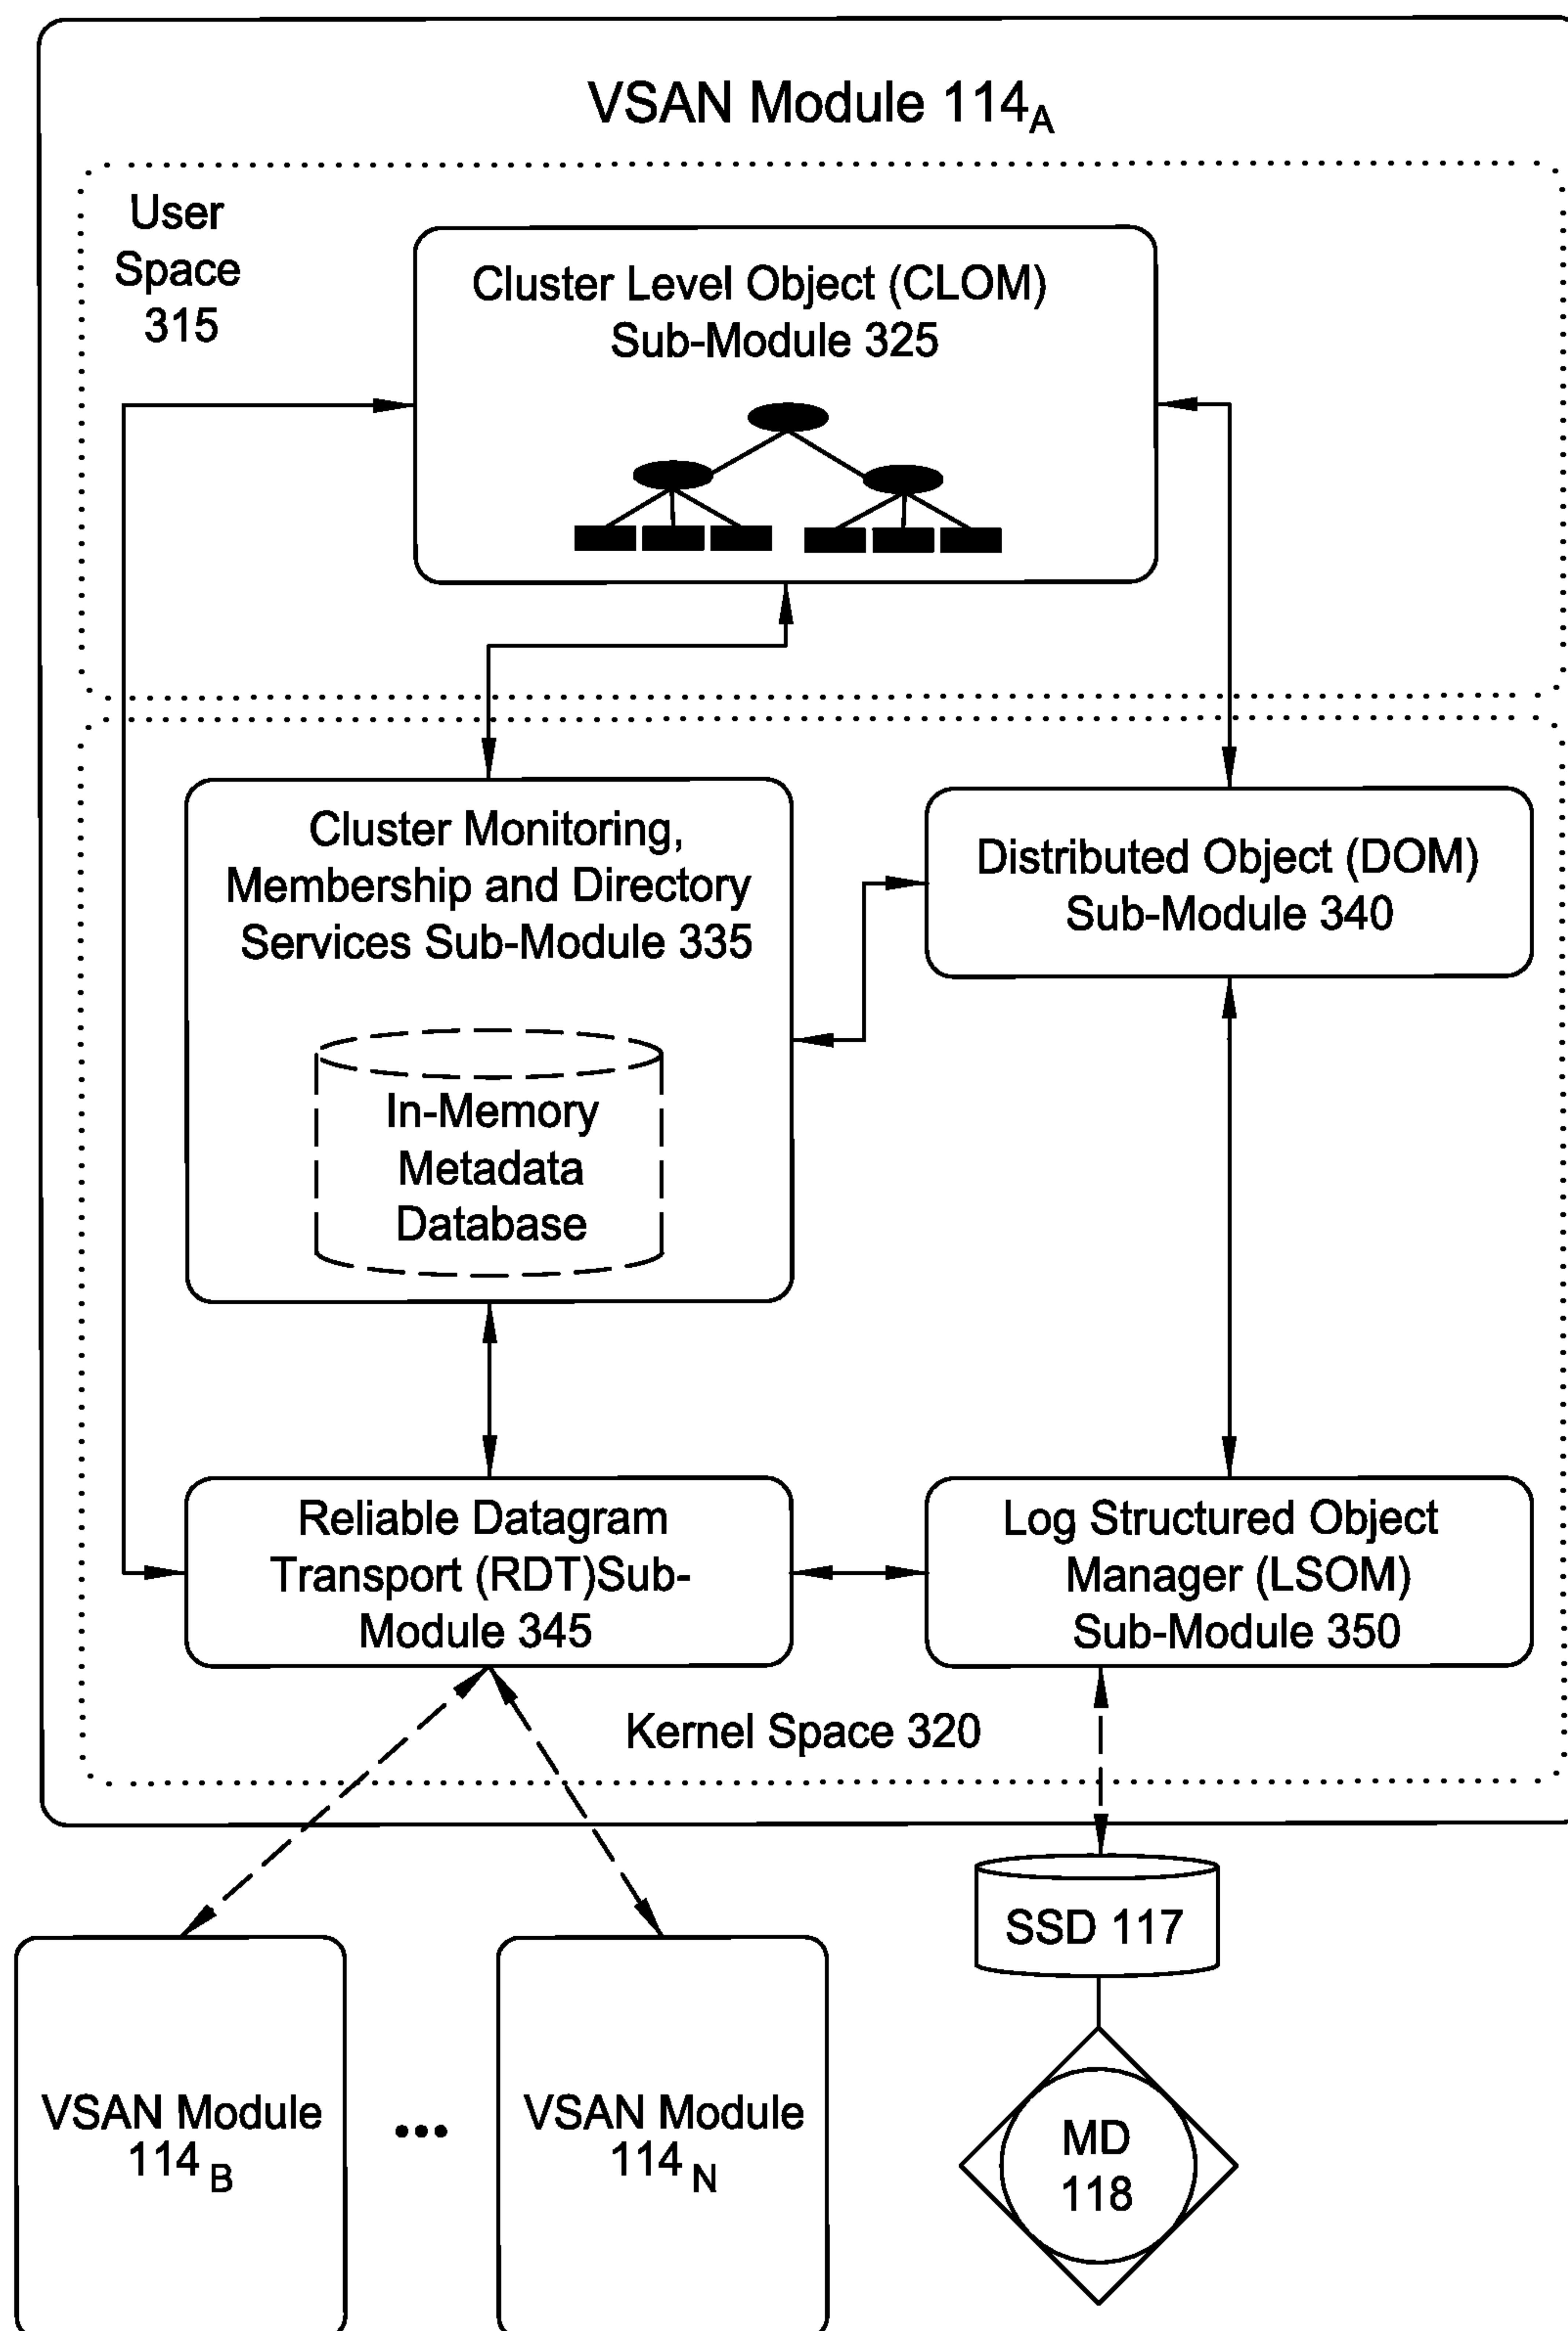 VSAN Module 114A
User
Space
315
Cluster Level Object (CLOM)
Sub-Module 325
Cluster Monitoring,
Membership and Directory
Services Sub-Module 335
In-Memory
Metadata
Database
Distributed Object (DOM)
Sub-Module 340
Reliable Datagram
Transport (RDT)Sub-
Module 345
Log Structured Object
Manager (LSOM)
Sub-Module 350
Kernel Space 320
SSD 117
VSAN Module
114 B
...
VSAN Module
114 N
MD
118